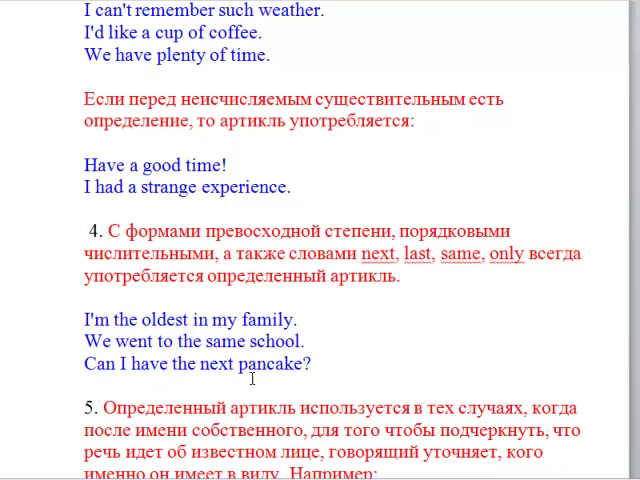 I can't remember such weather.
I'd like a cup of coffee.
We have plenty of time.
Если перед неисчисляемым существительным есть
определение, то артикль употребляется:
Have a good time!
I had a strange experience.
4. С формами превосходной степени, порядковыми
числительными, а также словами next, last, same, only всегда
употребляется определенный артикль.
I'm the oldest in my family.
We went to the same school.
Can I have the next pancake?
5. Определенный артикль используется в тех случаях, когда
после имени собственного, для того чтобы подчеркнуть, что
речь идет об известном лице, говорящий уточняет, кого
именно он имеет в виду. Например: